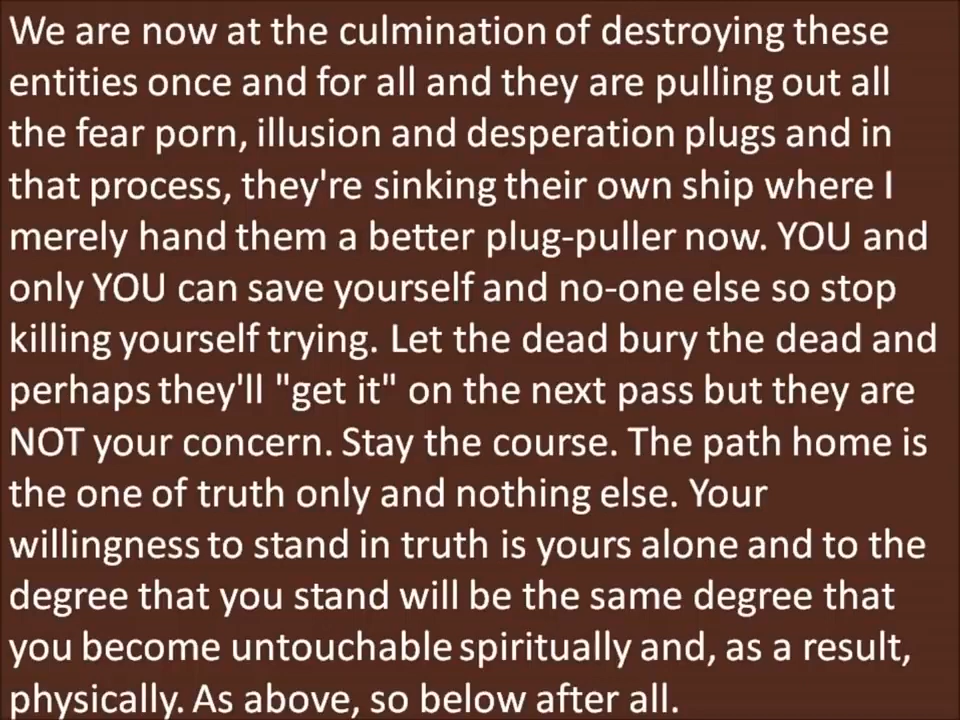 We are now at the culmination of destroying these
entities once and for all and they are pulling out all
the fear porn, illusion and desperation plugs and in
that process, they're sinking their own ship where I
merely hand them a better plug-puller now. YOU and
only YOU can save yourself and no-one else so stop
killing yourself trying. Let the dead bury the dead and
perhaps they'll "get it" on the next pass but they are
NOT your concern. Stay the course. The path home is
the one of truth only and nothing else. Your
willingness to stand in truth is yours alone and to the
degree that you stand will be the same degree that
you become untouchable spiritually and, as a result,
physically. As above, so below after all.